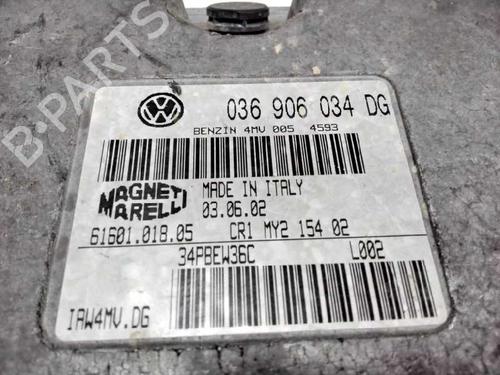 B-PARTS
036 906 034 DG
BENZIN 4MV 005 4593
MAGNETI MARELLI
MADE IN ITALY
03.06.02
61601.018.05 CR1 MY2 154 02
34PBEW36C L002
IAW4MV.DG